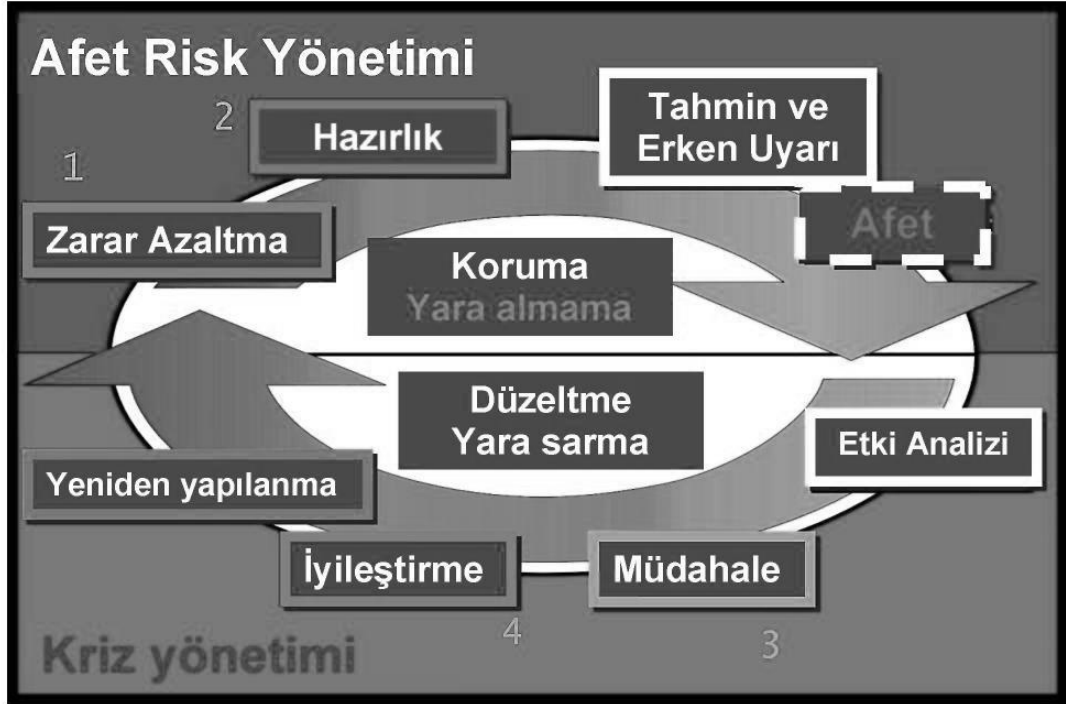 Afet Risk Yönetimi
2
Hazırlık
Tahmin ve
Erken Uyarı
1
Zarar Azaltma
Afet
Koruma
Yara almama
Düzeltme
Yara sarma
Etki Analizi
Yeniden yapılanma
İyileştirme
Müdahale
4
3
Kriz yönetimi